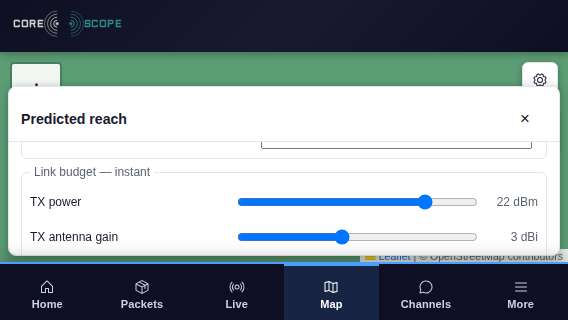 CORE SCOPE
Predicted reach
×
Link budget — instant
TX power 22 dBm
TX antenna gain 3 dBi
Leaflet | © OpenStreetMap contributors
Home Packets Live Map Channels More